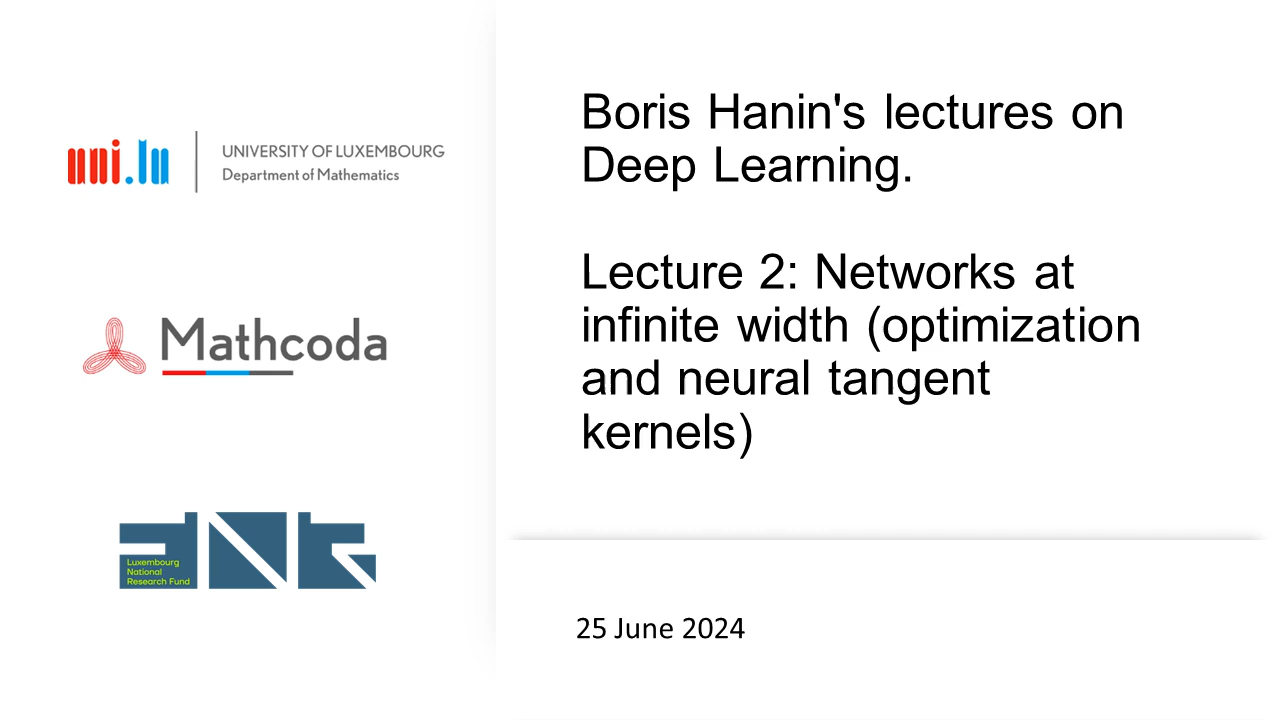 uni.lu
UNIVERSITY OF LUXEMBOURG
Department of Mathematics
Mathcoda
FNR
Luxembourg
National
Research Fund
Boris Hanin's lectures on
Deep Learning.
Lecture 2: Networks at
infinite width (optimization
and neural tangent
kernels)
25 June 2024